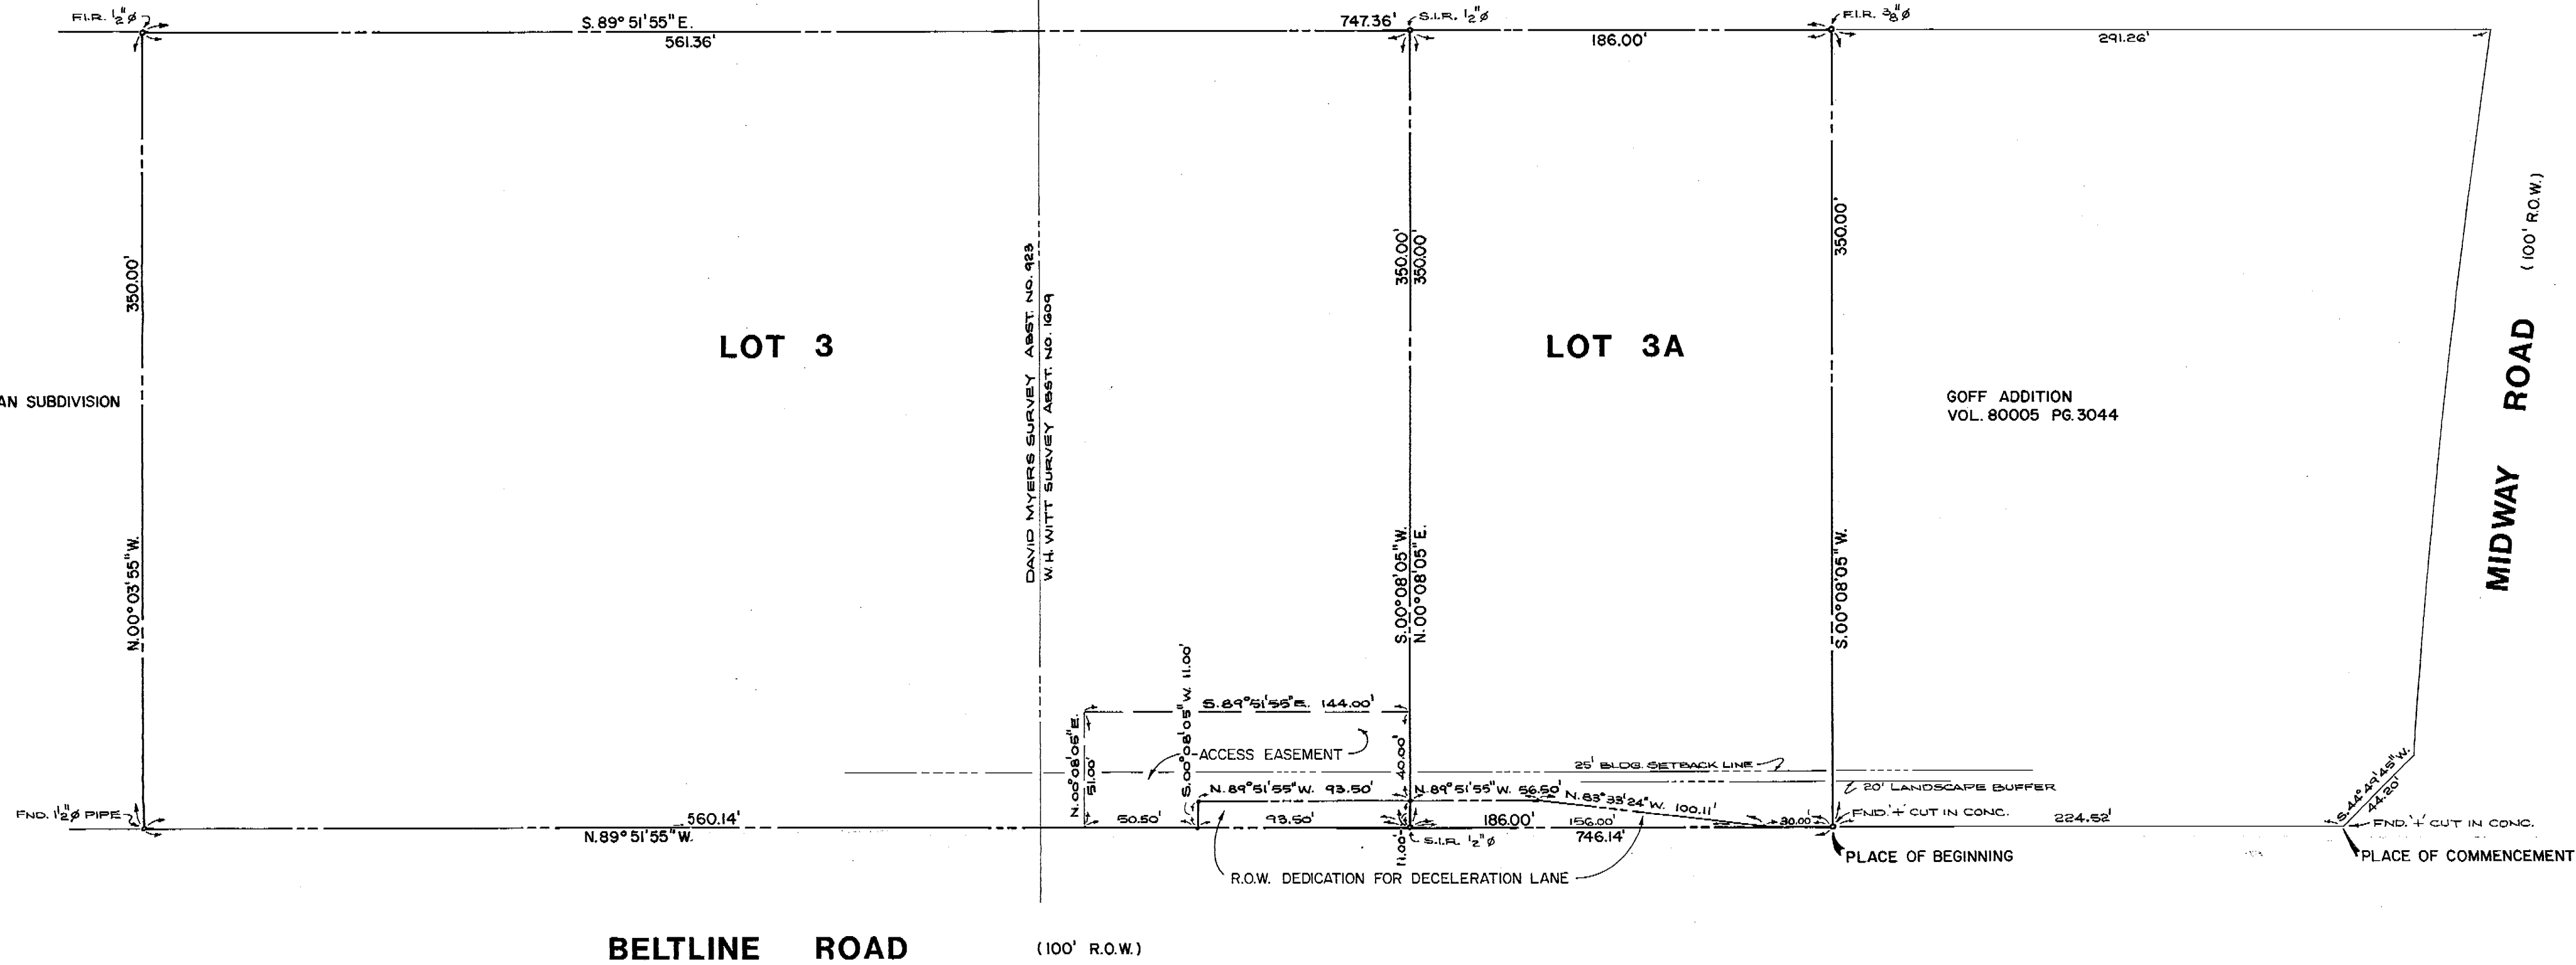 F.I.R. 1/2"ø
S. 89° 51' 55" E.
747.36'
S.I.R. 1/2"ø
F.I.R. 3/8"ø
561.36'
186.00'
291.26'
(100' R.O.W.)
MIDWAY ROAD
350.00'
N. 00° 03' 55" W.
DAVID MYERS SURVEY ABST. NO. 923
W. H. WITT SURVEY ABST. NO. 1609
350.00'
350.00'
350.00'
LOT 3
LOT 3A
AN SUBDIVISION
GOFF ADDITION
VOL. 80005 PG. 3044
S. 00° 08' 05" W.
N. 00° 08' 05" E.
S. 00° 08' 05" W.
S. 89° 51' 55" E. 144.00'
N. 00° 08' 05" E.
51.00'
S. 00° 08' 05" W. 11.00'
ACCESS EASEMENT
40.00'
25' BLDG. SETBACK LINE
20' LANDSCAPE BUFFER
S. 44° 49' 45" W.
44.20'
N. 89° 51' 55" W. 93.50'
N. 89° 51' 55" W. 56.50'
N. 83° 33' 24" W. 100.11'
FND. 1 1/2"ø PIPE
560.14'
50.50'
93.50'
186.00'
156.00'
30.00'
FND. '+' CUT IN CONC.
224.52'
FND. '+' CUT IN CONC.
N. 89° 51' 55" W.
11.00'
S.I.R. 1/2"ø
746.14'
PLACE OF BEGINNING
PLACE OF COMMENCEMENT
R.O.W. DEDICATION FOR DECELERATION LANE
BELTLINE ROAD
(100' R.O.W.)